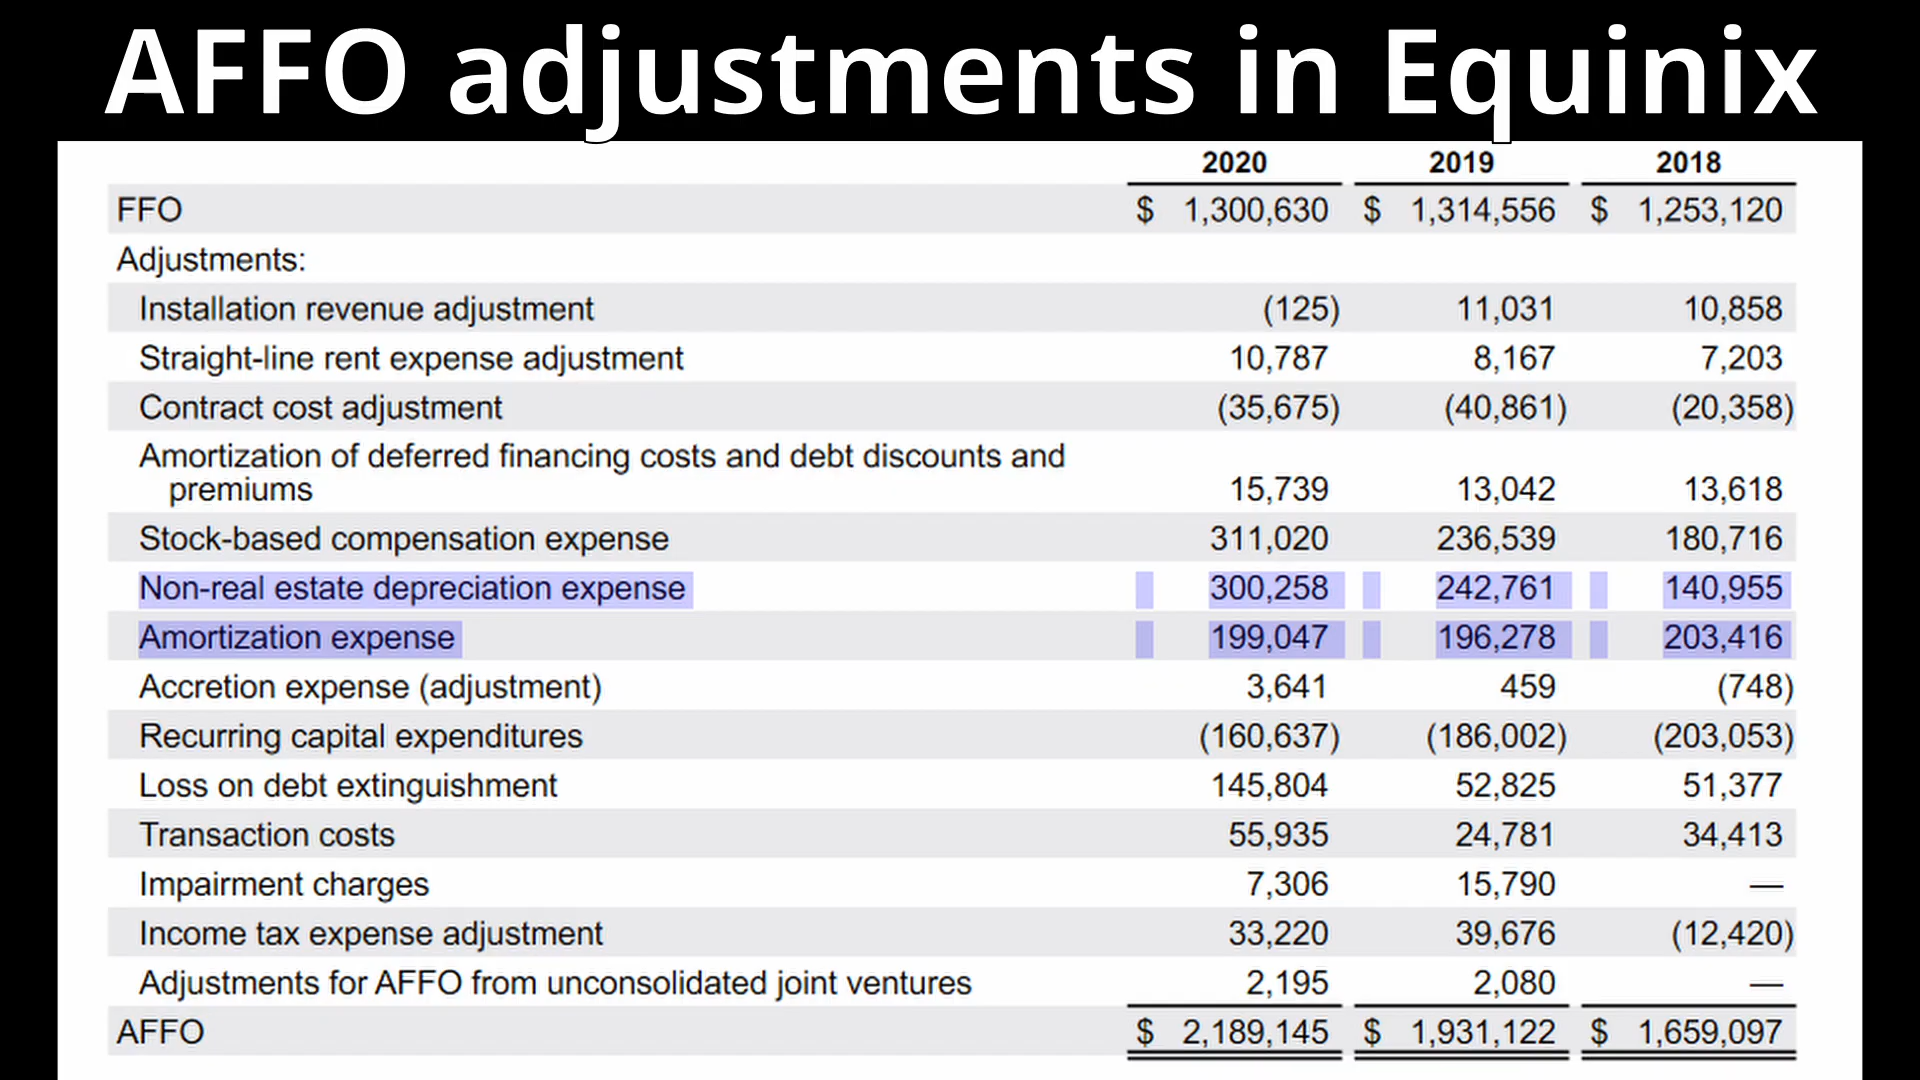 AFFO adjustments in Equinix
2020 2019 2018
FFO $ 1,300,630 $ 1,314,556 $ 1,253,120
Adjustments:
Installation revenue adjustment (125) 11,031 10,858
Straight-line rent expense adjustment 10,787 8,167 7,203
Contract cost adjustment (35,675) (40,861) (20,358)
Amortization of deferred financing costs and debt discounts and
premiums 15,739 13,042 13,618
Stock-based compensation expense 311,020 236,539 180,716
Non-real estate depreciation expense 300,258 242,761 140,955
Amortization expense 199,047 196,278 203,416
Accretion expense (adjustment) 3,641 459 (748)
Recurring capital expenditures (160,637) (186,002) (203,053)
Loss on debt extinguishment 145,804 52,825 51,377
Transaction costs 55,935 24,781 34,413
Impairment charges 7,306 15,790 —
Income tax expense adjustment 33,220 39,676 (12,420)
Adjustments for AFFO from unconsolidated joint ventures 2,195 2,080 —
AFFO $ 2,189,145 $ 1,931,122 $ 1,659,097